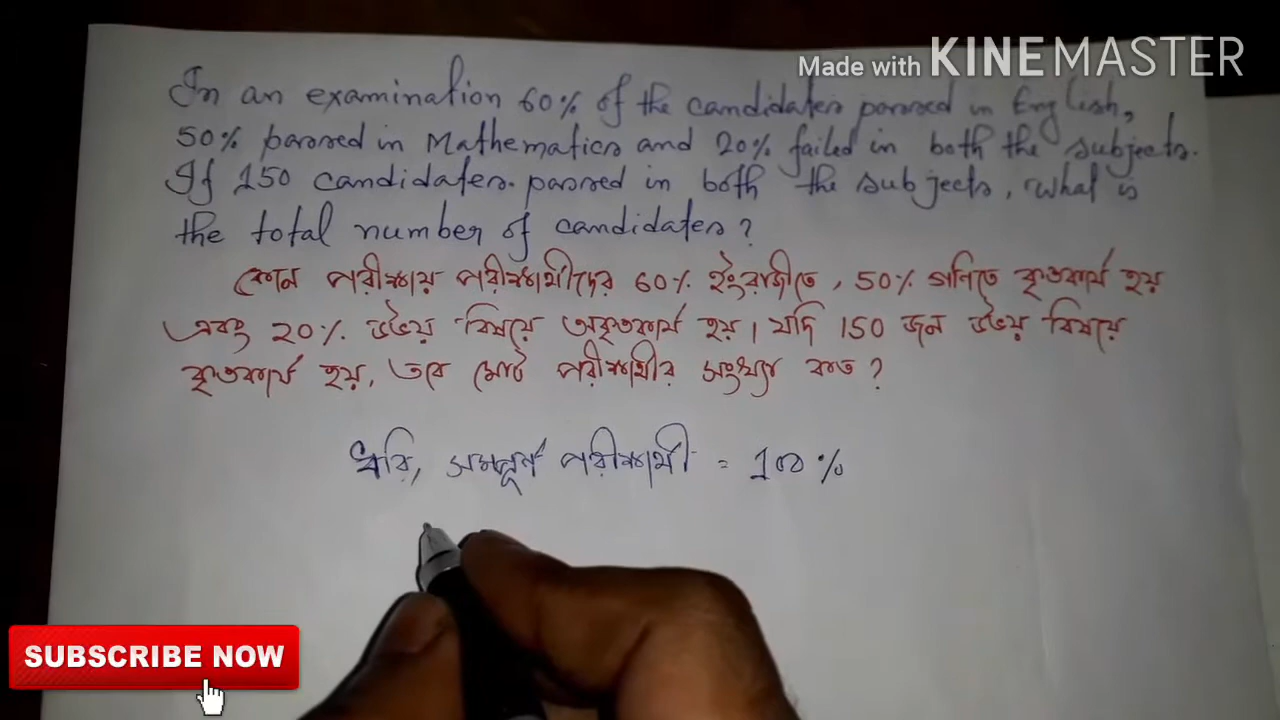 Made with KINEMASTER
In an examination 60% of the candidates passed in English,
50% passed in Mathematics and 20% failed in both the subjects.
If 150 candidates passed in both the subjects, what is
the total number of candidates?
কোন পরীক্ষায় পরীক্ষার্থীদের 60% ইংরাজীতে, 50% গনিতে কৃতকার্য হয়
এবং 20% উভয় বিষয়ে অকৃতকার্য হয়। যদি 150 জন উভয় বিষয়ে
কৃতকার্য হয়, তবে মোট পরীক্ষার্থীর সংখ্যা কত?
ধরি, সম্পূর্ণ পরীক্ষার্থী = 100%
SUBSCRIBE NOW